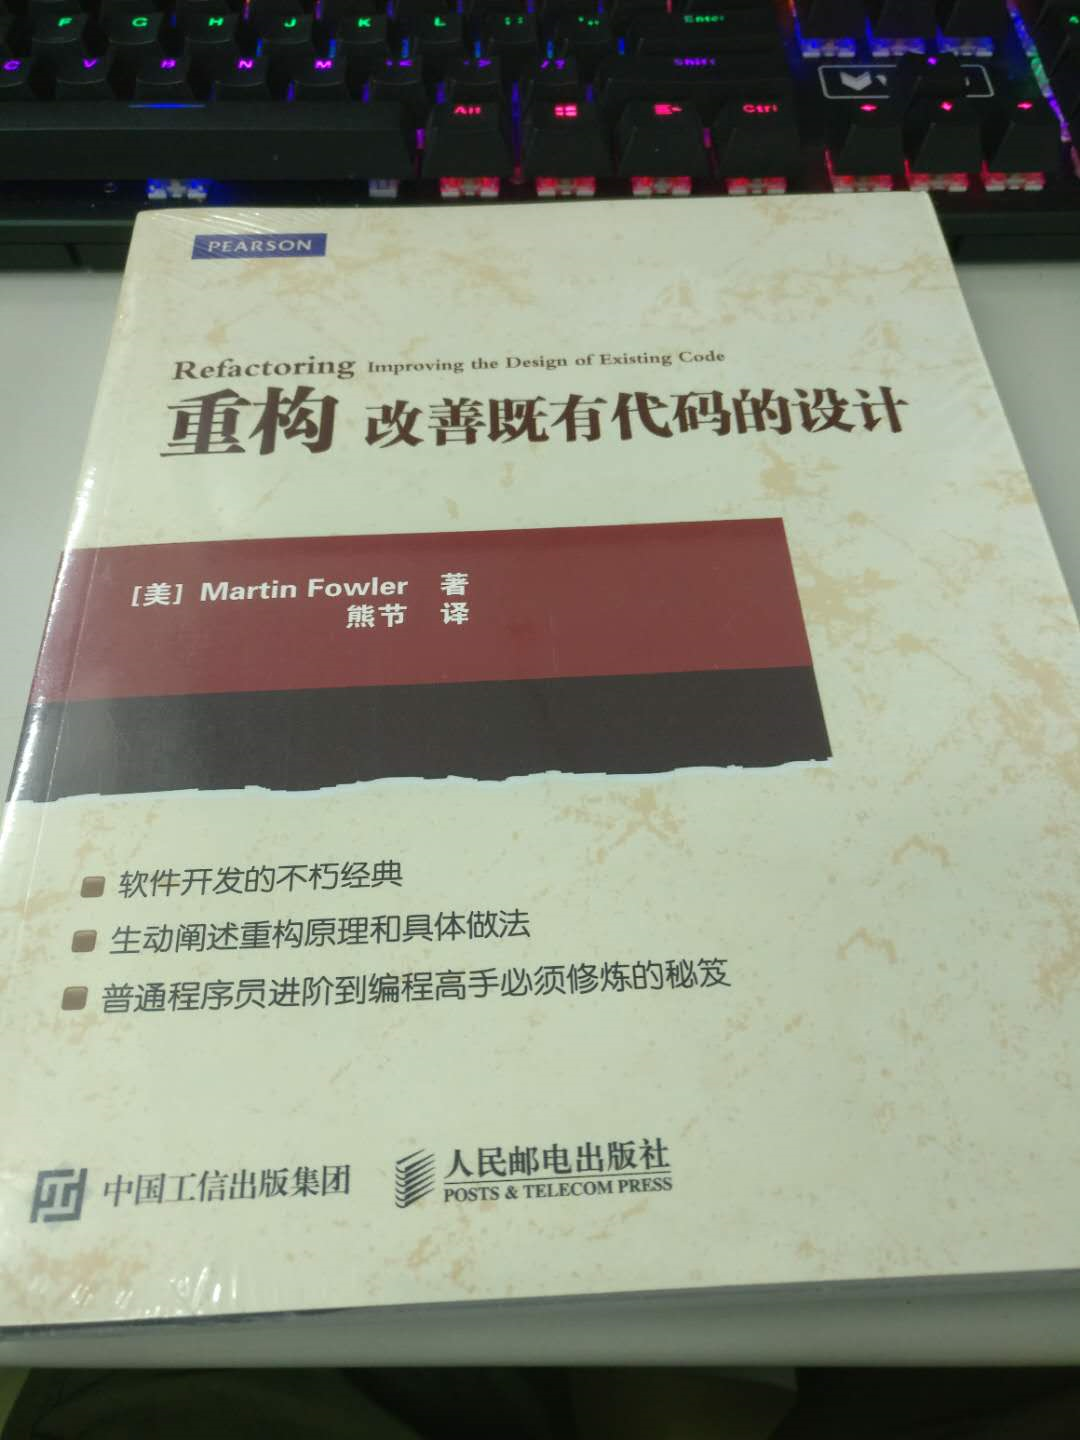 F G H J K L : ; " ' Enter
C V B N M < > / ? Shift
Alt Ctrl
PEARSON
Refactoring Improving the Design of Existing Code
重构 改善既有代码的设计
[美] Martin Fowler 著
熊节 译
软件开发的不朽经典
生动阐述重构原理和具体做法
普通程序员进阶到编程高手必须修炼的秘笈
中国工信出版集团
人民邮电出版社
POSTS & TELECOM PRESS